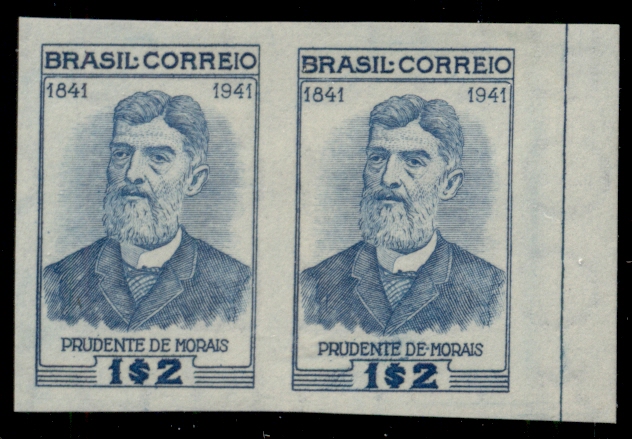 BRASIL·CORREIO
1841 1941
PRUDENTE DE MORAIS
1$2
BRASIL·CORREIO
1841 1941
PRUDENTE DE-MORAIS
1$2